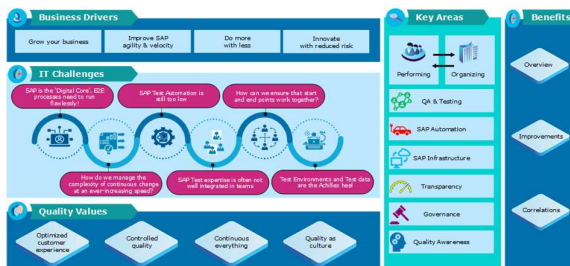 Business Drivers
Grow your business
Improve SAP
agility & velocity
Do more
with less
Innovate
with reduced risk
IT Challenges
SAP is the 'Digital Core', E2E
processes need to run
flawlessly!
SAP Test Automation is
still too low
How can we ensure that start
and end points work together?
How do we manage the
complexity of continuous change
at an ever-increasing speed?
SAP Test expertise is often not
well integrated in teams
Test Environments and Test data
are the Achilles heel
Quality Values
Optimized
customer
experience
Controlled
quality
Continuous
everything
Quality as
culture
Key Areas
Performing
Organizing
QA & Testing
SAP Automation
SAP Infrastructure
Transparency
Governance
Quality Awareness
Benefits
Overview
Improvements
Correlations